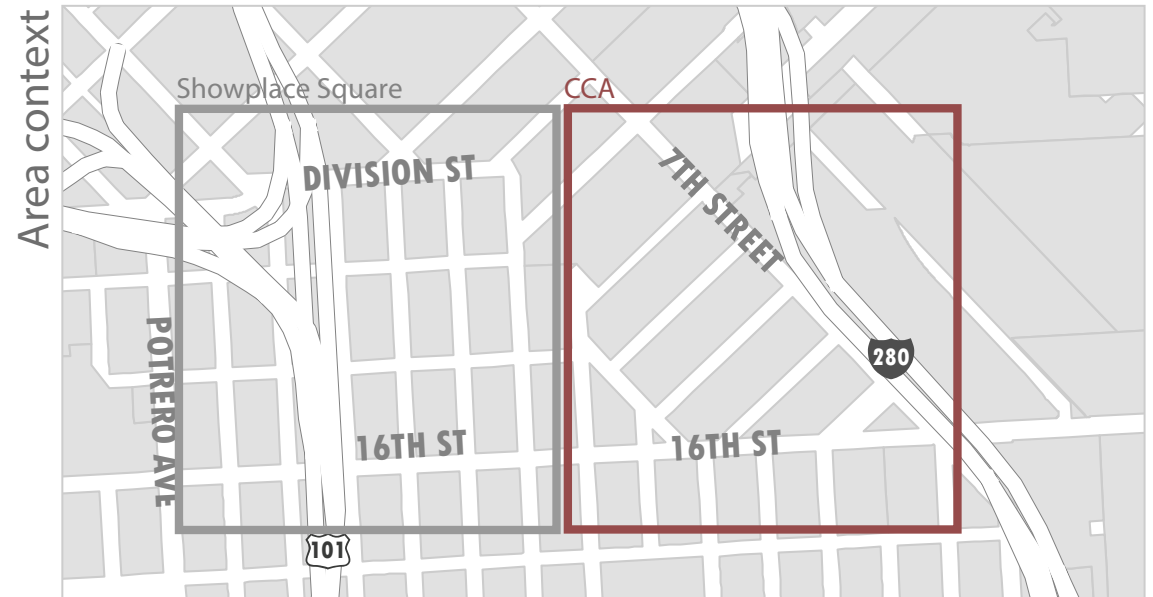 Area context
Showplace Square
CCA
DIVISION ST
7TH STREET
POTRERO AVE
280
16TH ST
16TH ST
101